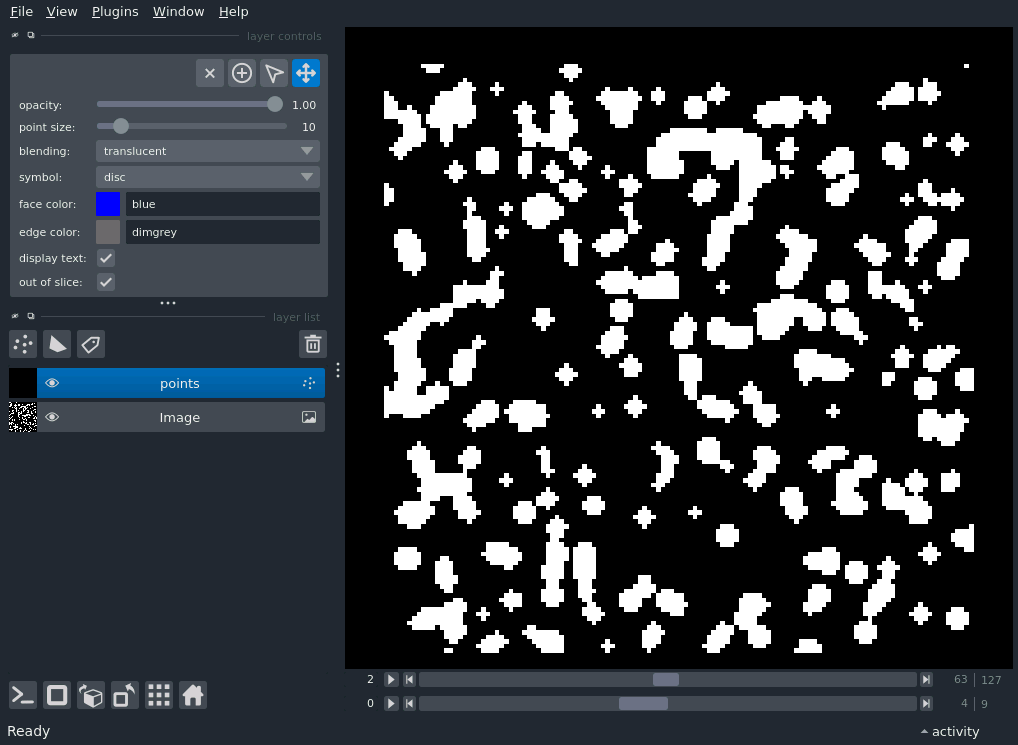 File View Plugins Window Help
layer controls
opacity: 1.00
point size: 10
blending: translucent
symbol: disc
face color: blue
edge color: dimgrey
display text:
out of slice:
layer list
points
Image
2 63 127
0 4 9
Ready activity